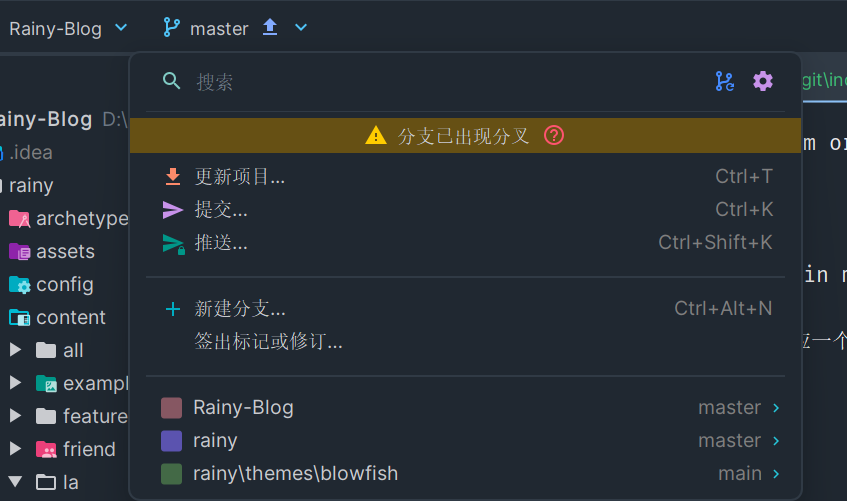 Rainy-Blog master
搜索
分支已出现分叉
更新项目... Ctrl+T
提交... Ctrl+K
推送... Ctrl+Shift+K
新建分支... Ctrl+Alt+N
签出标记或修订...
Rainy-Blog master
rainy master
rainy\themes\blowfish main
ainy-Blog D:\
.idea
rainy
archetype
assets
config
content
all
exampl
feature
friend
la
git\in
m or
in
一个